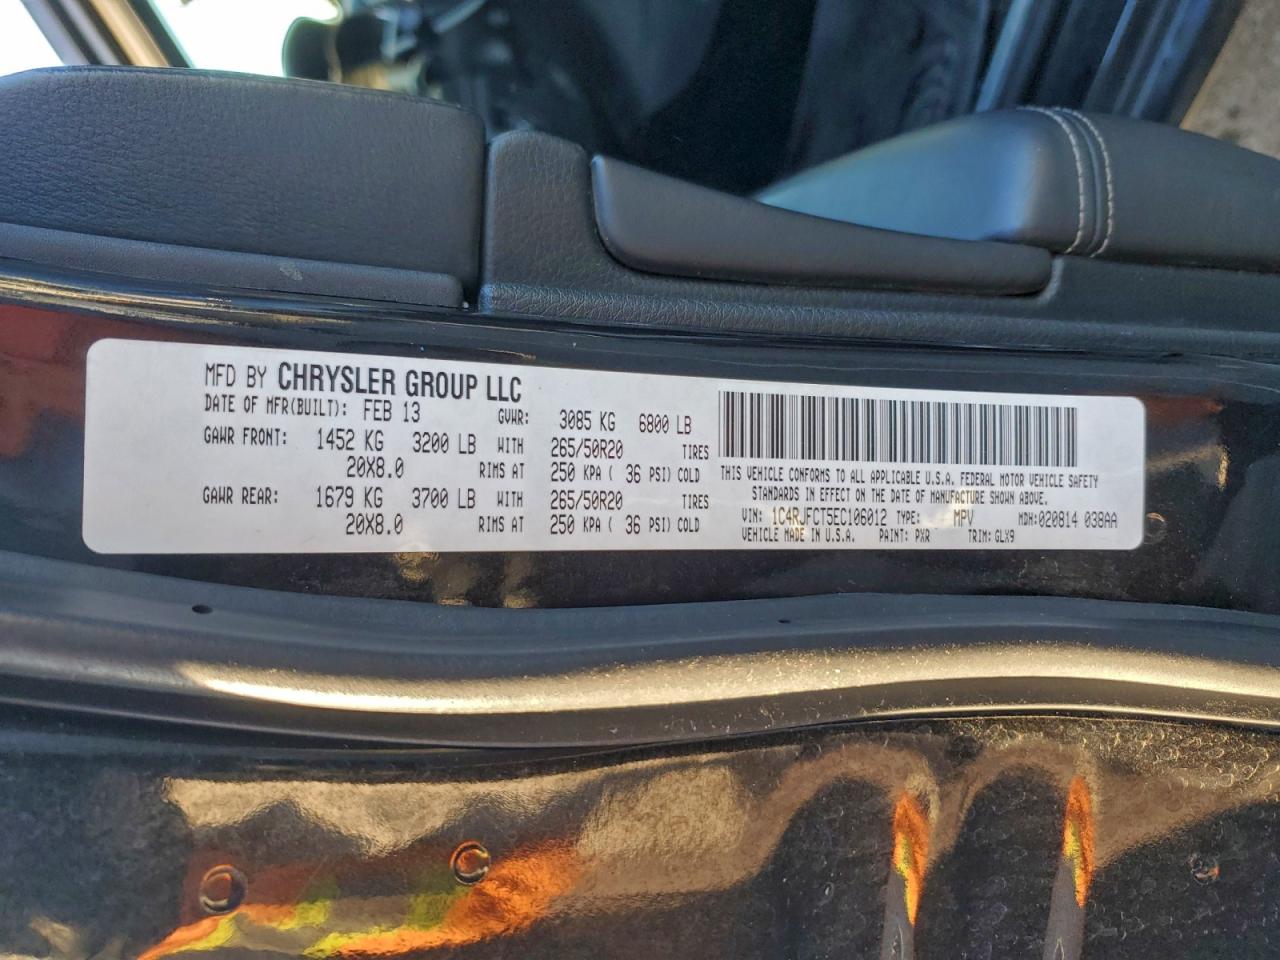 MFD BY CHRYSLER GROUP LLC
DATE OF MFR(BUILT): FEB 13 GVWR: 3085 KG 6800 LB
GAWR FRONT: 1452 KG 3200 LB WITH 265/50R20 TIRES
20X8.0 RIMS AT 250 KPA ( 36 PSI) COLD
GAWR REAR: 1679 KG 3700 LB WITH 265/50R20 TIRES
20X8.0 RIMS AT 250 KPA ( 36 PSI) COLD
THIS VEHICLE CONFORMS TO ALL APPLICABLE U.S.A. FEDERAL MOTOR VEHICLE SAFETY
STANDARDS IN EFFECT ON THE DATE OF MANUFACTURE SHOWN ABOVE.
VIN: 1C4RJFCT5EC106012 TYPE: MPV MDH:020814 038AA
VEHICLE MADE IN U.S.A. PAINT: PXR TRIM: GLX9